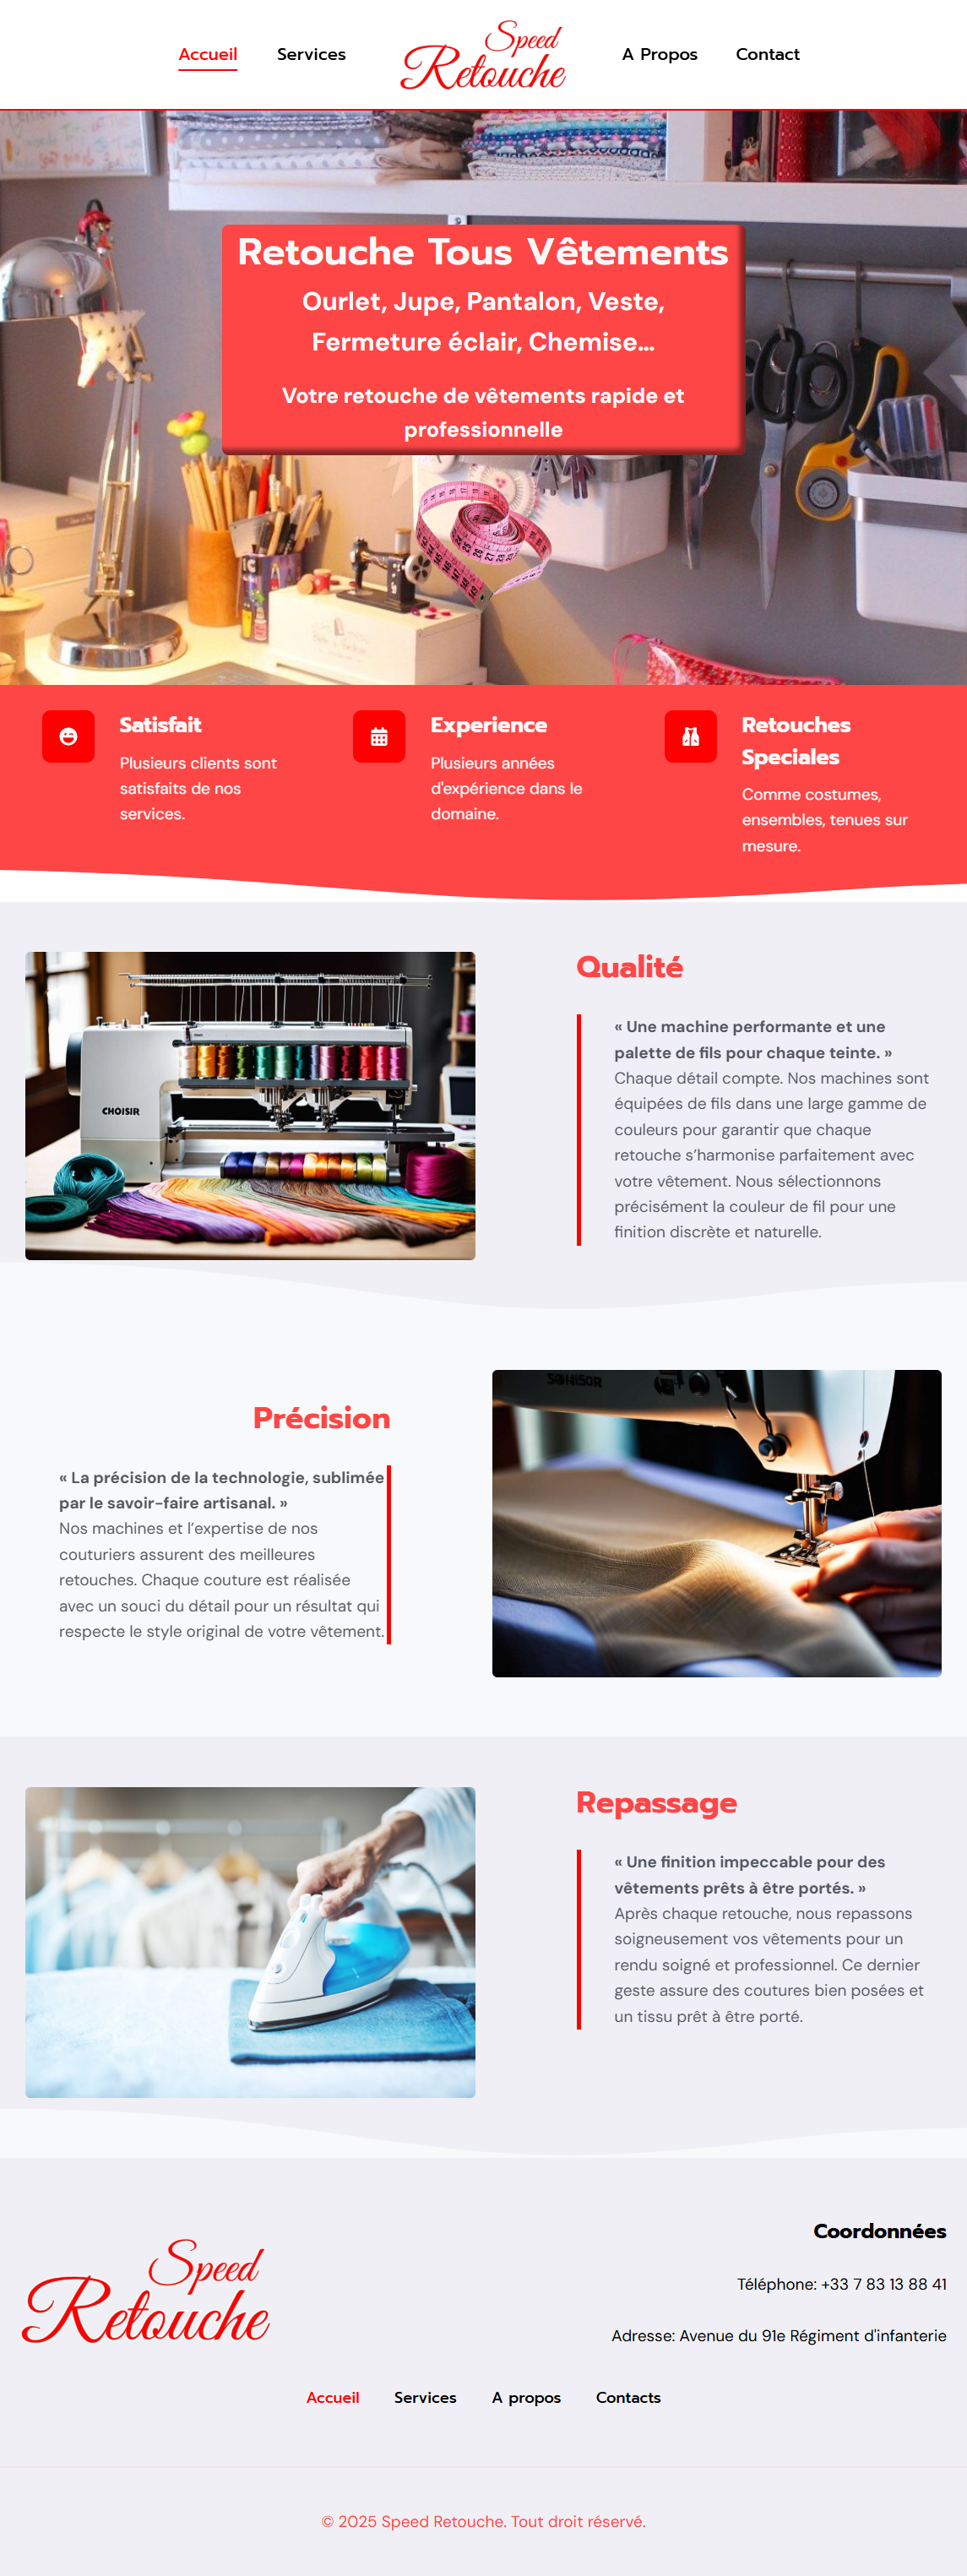 Accueil
Services
Speed
Retouche
A Propos
Contact
Retouche Tous Vêtements
Ourlet, Jupe, Pantalon, Veste,
Fermeture éclair, Chemise...
Votre retouche de vêtements rapide et
professionnelle
Satisfait
Plusieurs clients sont
satisfaits de nos
services.
Experience
Plusieurs années
d'expérience dans le
domaine.
Retouches
Speciales
Comme costumes,
ensembles, tenues sur
mesure.
CHOISIR
Qualité
« Une machine performante et une
palette de fils pour chaque teinte. »
Chaque détail compte. Nos machines sont
équipées de fils dans une large gamme de
couleurs pour garantir que chaque
retouche s’harmonise parfaitement avec
votre vêtement. Nous sélectionnons
précisément la couleur de fil pour une
finition discrète et naturelle.
Précision
« La précision de la technologie, sublimée
par le savoir-faire artisanal. »
Nos machines et l’expertise de nos
couturiers assurent des meilleures
retouches. Chaque couture est réalisée
avec un souci du détail pour un résultat qui
respecte le style original de votre vêtement.
Repassage
« Une finition impeccable pour des
vêtements prêts à être portés. »
Après chaque retouche, nous repassons
soigneusement vos vêtements pour un
rendu soigné et professionnel. Ce dernier
geste assure des coutures bien posées et
un tissu prêt à être porté.
Speed
Retouche
Coordonnées
Téléphone: +33 7 83 13 88 41
Adresse: Avenue du 91e Régiment d'infanterie
Accueil
Services
A propos
Contacts
© 2025 Speed Retouche. Tout droit réservé.